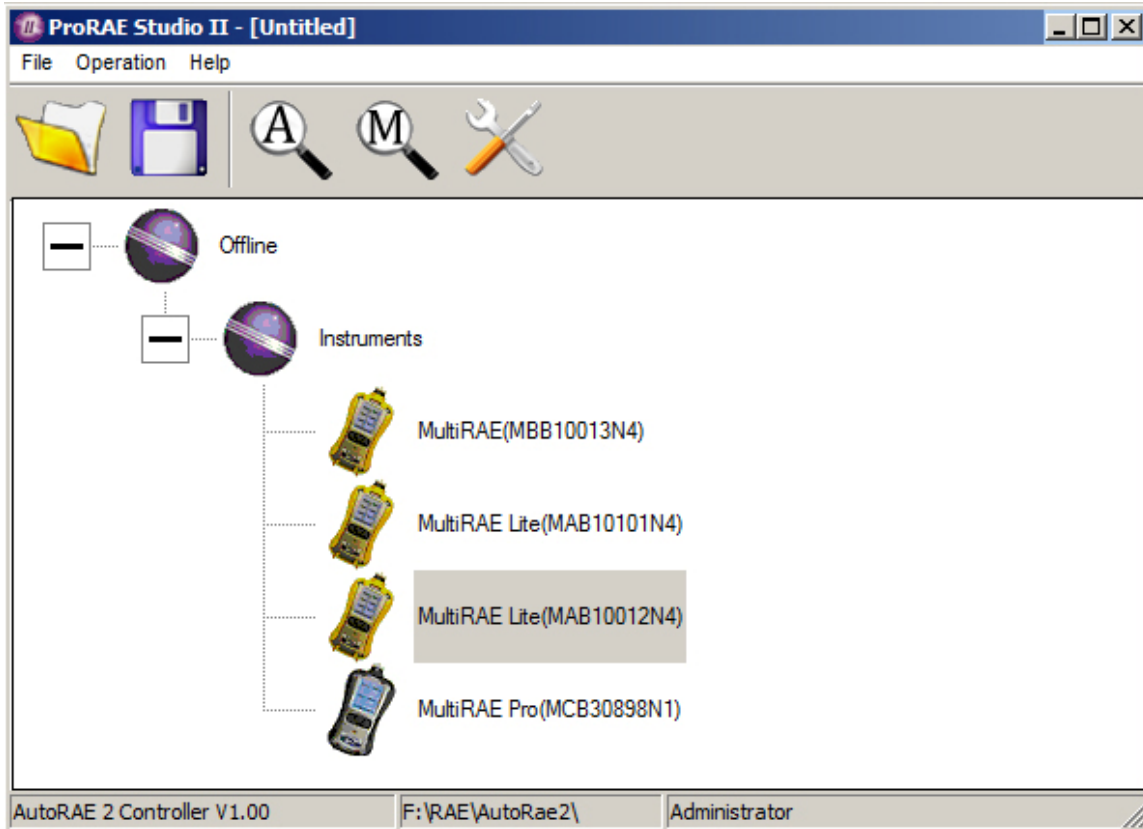 ProRAE Studio II - [Untitled]
File Operation Help
A M
Offline
Instruments
MultiRAE(MBB10013N4)
MultiRAE Lite(MAB10101N4)
MultiRAE Lite(MAB10012N4)
MultiRAE Pro(MCB30898N1)
AutoRAE 2 Controller V1.00 F:\RAE\AutoRae2\ Administrator